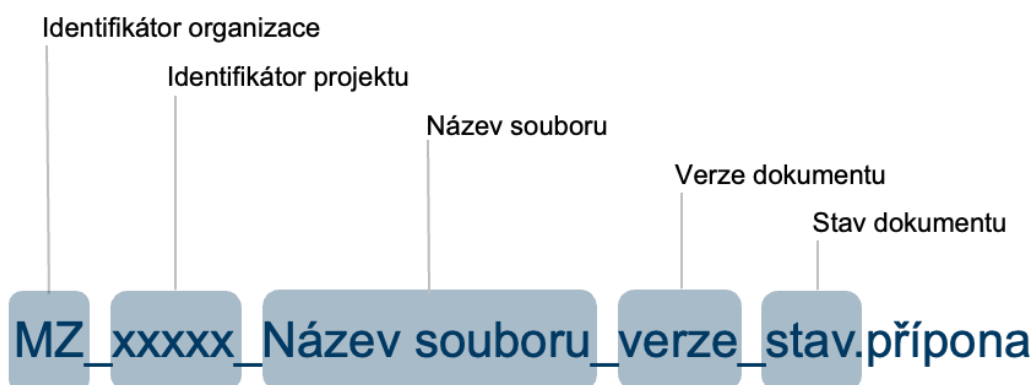 Identifikátor organizace
Identifikátor projektu
Název souboru
Verze dokumentu
Stav dokumentu
MZ_xxxxx_Název souboru_verze_stav.přípona